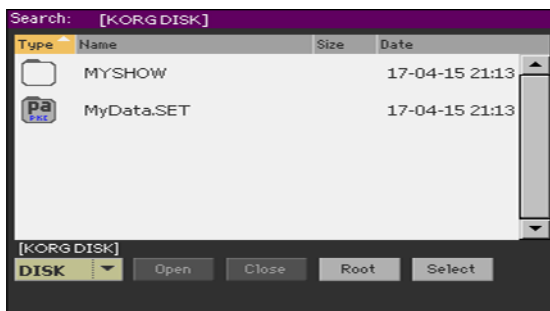 Search: [KORG DISK]
Type Name Size Date
MYSHOW 17-04-15 21:13
pa PKG MyData.SET 17-04-15 21:13
[KORG DISK]
DISK Open Close Root Select